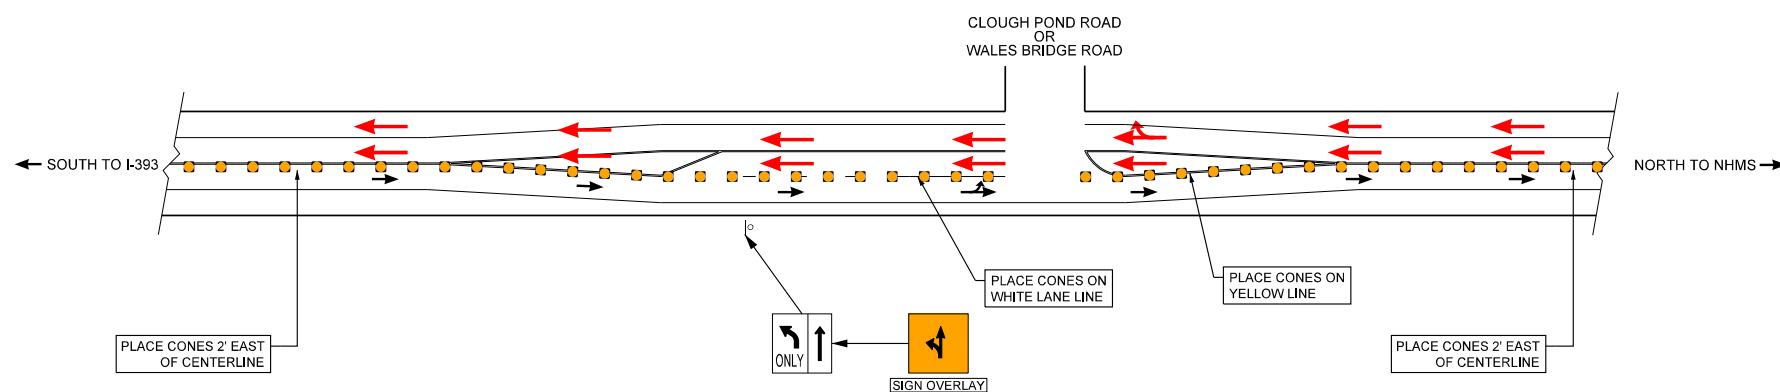 CLOUGH POND ROAD
OR
WALES BRIDGE ROAD
SOUTH TO I-393
NORTH TO NHMS
PLACE CONES ON
WHITE LANE LINE
PLACE CONES ON
YELLOW LINE
PLACE CONES 2' EAST
OF CENTERLINE
ONLY
SIGN OVERLAY
PLACE CONES 2' EAST
OF CENTERLINE